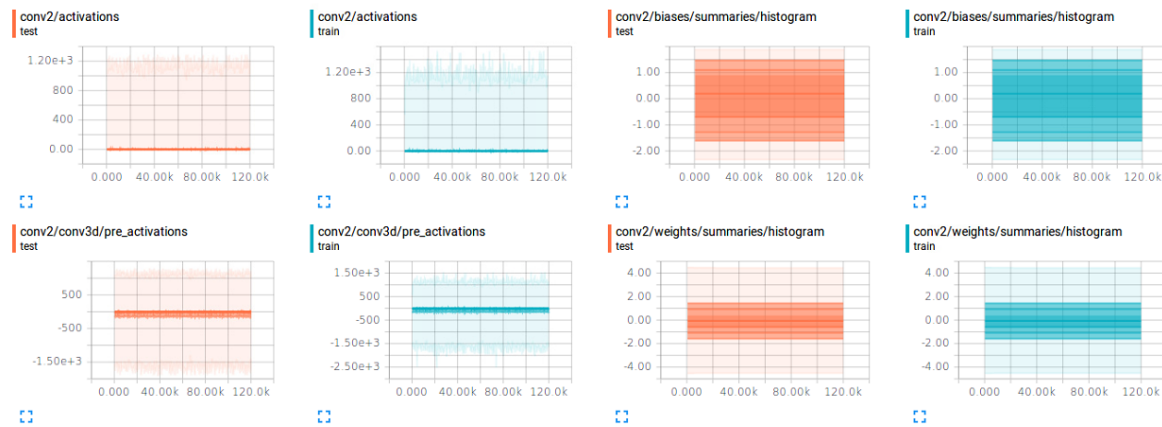 conv2/activations
test
1.20e+3
800
400
0.00
0.000 40.00k 80.00k 120.0k
conv2/activations
train
1.20e+3
800
400
0.00
0.000 40.00k 80.00k 120.0k
conv2/biases/summaries/histogram
test
1.00
0.00
-1.00
-2.00
0.000 40.00k 80.00k 120.0k
conv2/biases/summaries/histogram
train
1.00
0.00
-1.00
-2.00
0.000 40.00k 80.00k 120.0k
conv2/conv3d/pre_activations
test
500
-500
-1.50e+3
0.000 40.00k 80.00k 120.0k
conv2/conv3d/pre_activations
train
1.50e+3
500
-500
-1.50e+3
-2.50e+3
0.000 40.00k 80.00k 120.0k
conv2/weights/summaries/histogram
test
4.00
2.00
0.00
-2.00
-4.00
0.000 40.00k 80.00k 120.0k
conv2/weights/summaries/histogram
train
4.00
2.00
0.00
-2.00
-4.00
0.000 40.00k 80.00k 120.0k